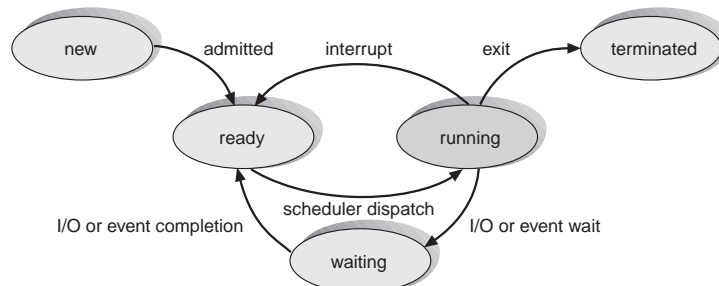 new
admitted
interrupt
exit
terminated
ready
running
scheduler dispatch
I/O or event completion
I/O or event wait
waiting